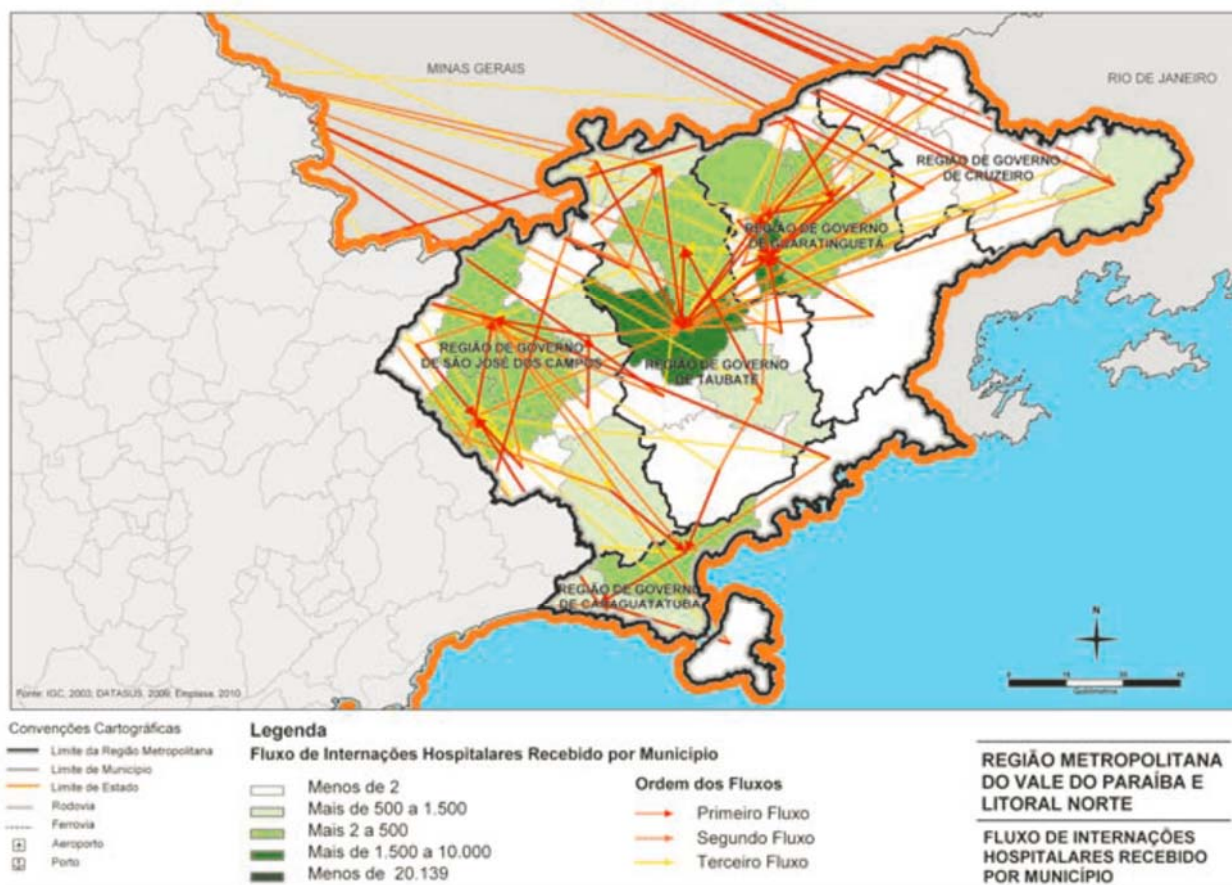 MINAS GERAIS
RIO DE JANEIRO
REGIÃO DE GOVERNO
DE CRUZEIRO
REGIÃO DE GOVERNO
DE GUARATINGUETÁ
REGIÃO DE GOVERNO
DE SÃO JOSÉ DOS CAMPOS
REGIÃO DE GOVERNO
DE TAUBATÉ
REGIÃO DE GOVERNO
DE CARAGUATATUBA
N
Quilômetros
Fonte: IGC, 2003; DATASUS, 2009; Emplasa, 2010
Convenções Cartográficas
Limite da Região Metropolitana
Limite de Município
Limite de Estado
Rodovia
Ferrovia
Aeroporto
Porto
Legenda
Fluxo de Internações Hospitalares Recebido por Município
Menos de 2
Mais de 500 a 1.500
Mais 2 a 500
Mais de 1.500 a 10.000
Menos de 20.139
Ordem dos Fluxos
Primeiro Fluxo
Segundo Fluxo
Terceiro Fluxo
REGIÃO METROPOLITANA
DO VALE DO PARAÍBA E
LITORAL NORTE
FLUXO DE INTERNAÇÕES
HOSPITALARES RECEBIDO
POR MUNICÍPIO